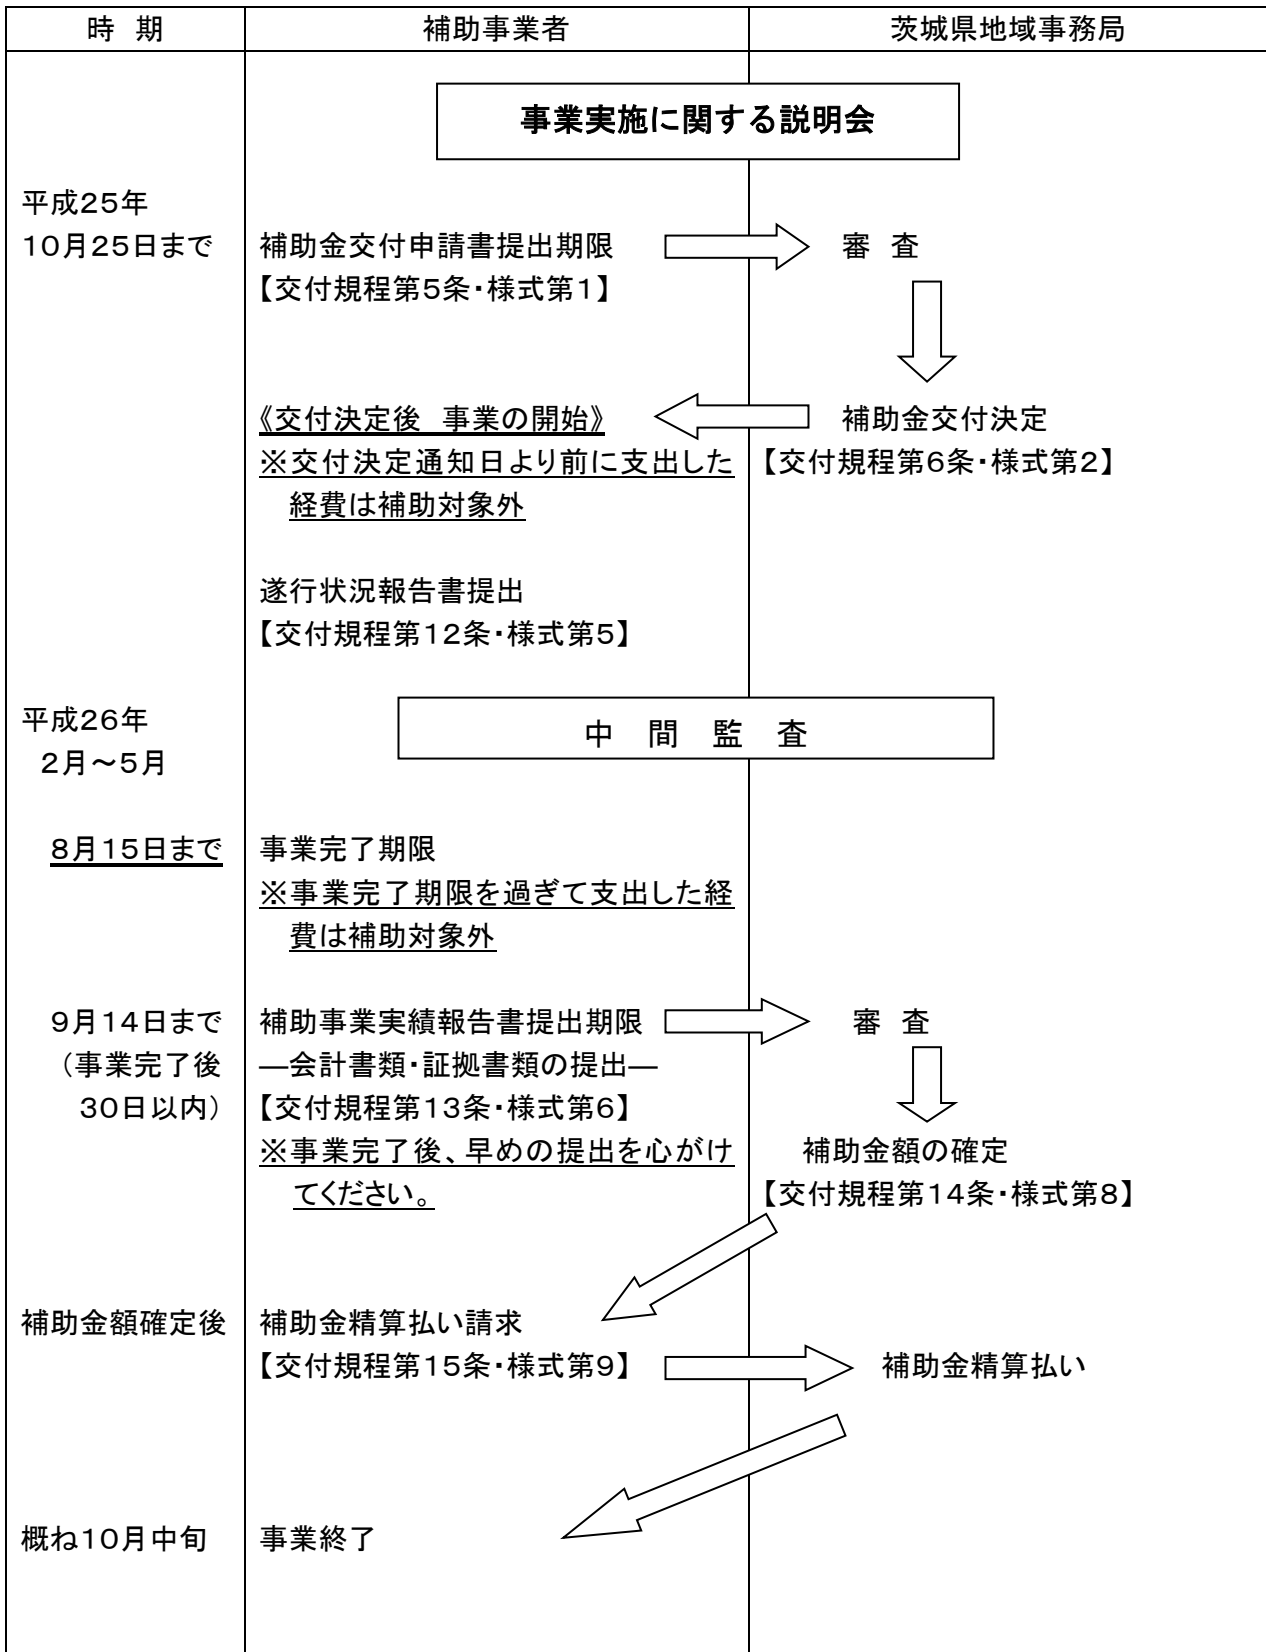 時 期 補助事業者 茨城県地域事務局
事業実施に関する説明会
平成25年
10月25日まで 補助金交付申請書提出期限 審 査
【交付規程第5条・様式第1】
《交付決定後 事業の開始》 補助金交付決定
※交付決定通知日より前に支出した 【交付規程第6条・様式第2】
経費は補助対象外
遂行状況報告書提出
【交付規程第12条・様式第5】
平成26年
2月～5月
中 間 監 査
8月15日まで 事業完了期限
※事業完了期限を過ぎて支出した経
費は補助対象外
9月14日まで 補助事業実績報告書提出期限 審 査
（事業完了後 ―会計書類・証拠書類の提出―
30日以内） 【交付規程第13条・様式第6】
※事業完了後、早めの提出を心がけ 補助金額の確定
てください。 【交付規程第14条・様式第8】
補助金額確定後 補助金精算払い請求
【交付規程第15条・様式第9】 補助金精算払い
概ね10月中旬 事業終了